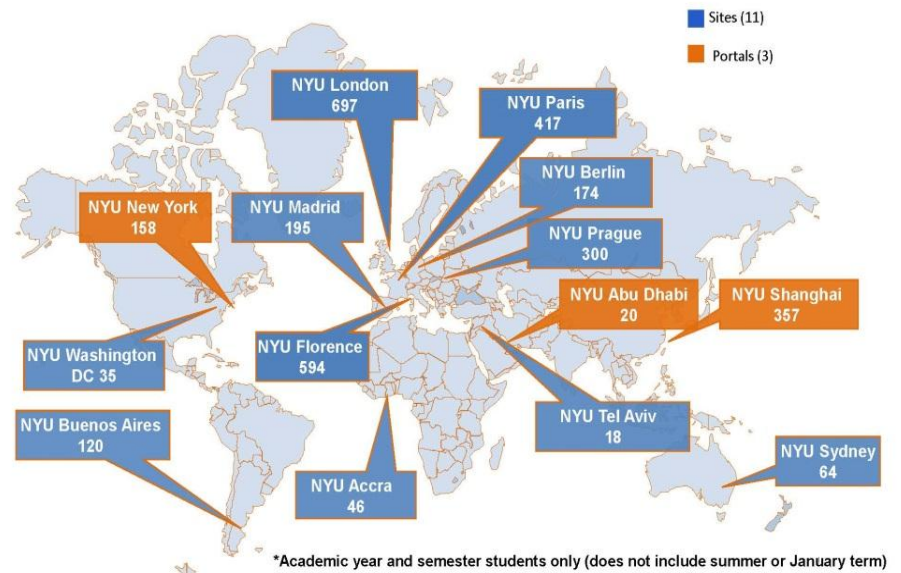 Sites (11)
Portals (3)
NYU London
697
NYU Paris
417
NYU Berlin
174
NYU New York
158
NYU Madrid
195
NYU Prague
300
NYU Abu Dhabi
20
NYU Shanghai
357
NYU Washington
DC 35
NYU Florence
594
NYU Buenos Aires
120
NYU Tel Aviv
18
NYU Sydney
64
NYU Accra
46
*Academic year and semester students only (does not include summer or January term)